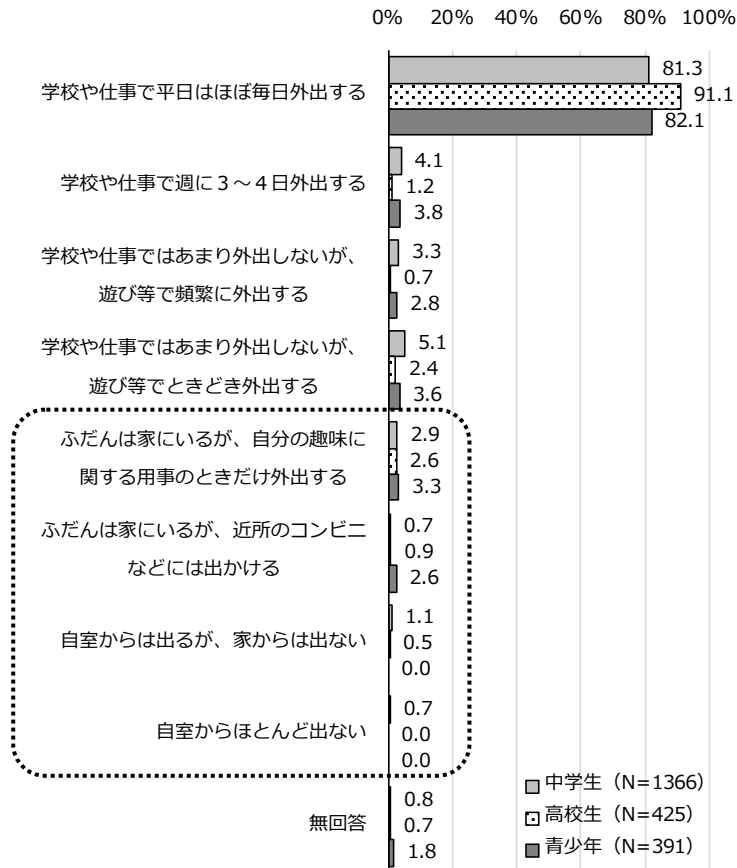 0% 20% 40% 60% 80% 100%
学校や仕事で平日はほぼ毎日外出する
81.3
91.1
82.1
学校や仕事で週に３～４日外出する
4.1
1.2
3.8
学校や仕事ではあまり外出しないが、
遊び等で頻繁に外出する
3.3
0.7
2.8
学校や仕事ではあまり外出しないが、
遊び等でときどき外出する
5.1
2.4
3.6
ふだんは家にいるが、自分の趣味に
関する用事のときだけ外出する
2.9
2.6
3.3
ふだんは家にいるが、近所のコンビニ
などには出かける
0.7
0.9
2.6
自室からは出るが、家からは出ない
1.1
0.5
0.0
自室からほとんど出ない
0.7
0.0
0.0
無回答
0.8
0.7
1.8
中学生（N=1366）
高校生（N=425）
青少年（N=391）